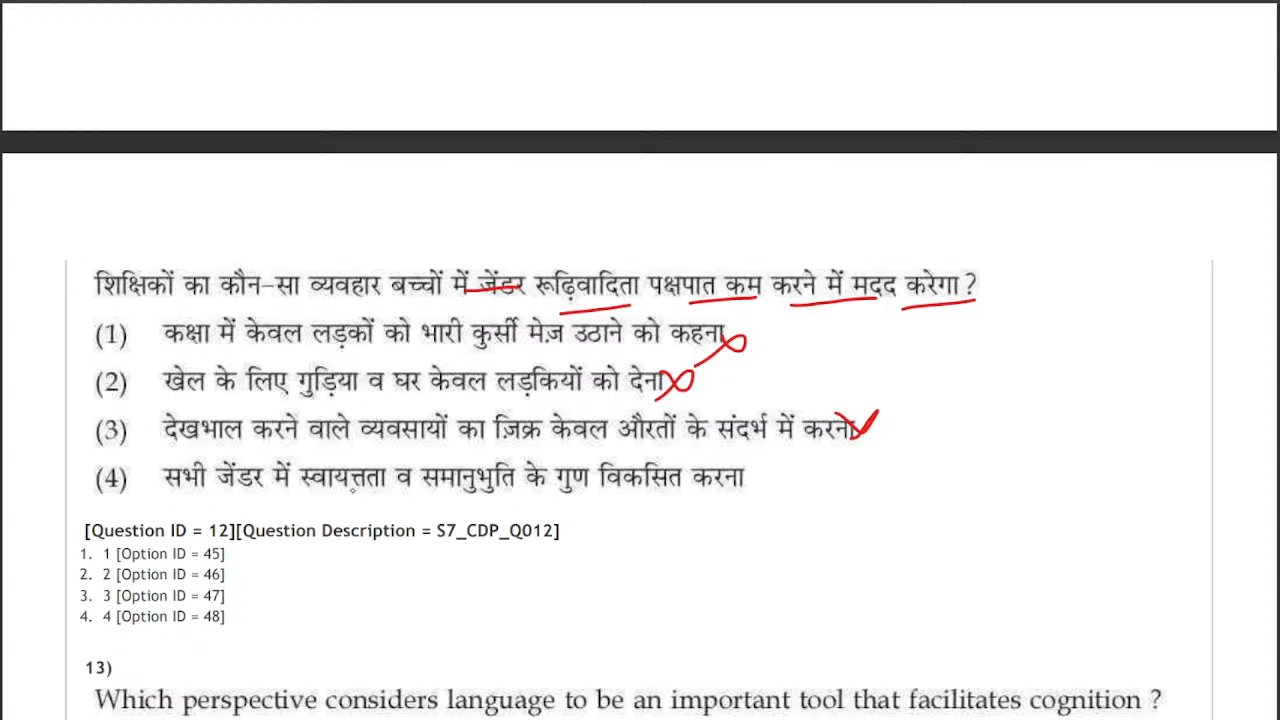 शिक्षिकों का कौन-सा व्यवहार बच्चों में जेंडर रूढ़िवादिता पक्षपात कम करने में मदद करेगा ?
(1) कक्षा में केवल लड़कों को भारी कुर्सी मेज़ उठाने को कहना
(2) खेल के लिए गुड़िया व घर केवल लड़कियों को देना
(3) देखभाल करने वाले व्यवसायों का ज़िक्र केवल औरतों के संदर्भ में करना
(4) सभी जेंडर में स्वायत्तता व समानुभुति के गुण विकसित करना
[Question ID = 12][Question Description = S7_CDP_Q012]
1. 1 [Option ID = 45]
2. 2 [Option ID = 46]
3. 3 [Option ID = 47]
4. 4 [Option ID = 48]
13)
Which perspective considers language to be an important tool that facilitates cognition ?